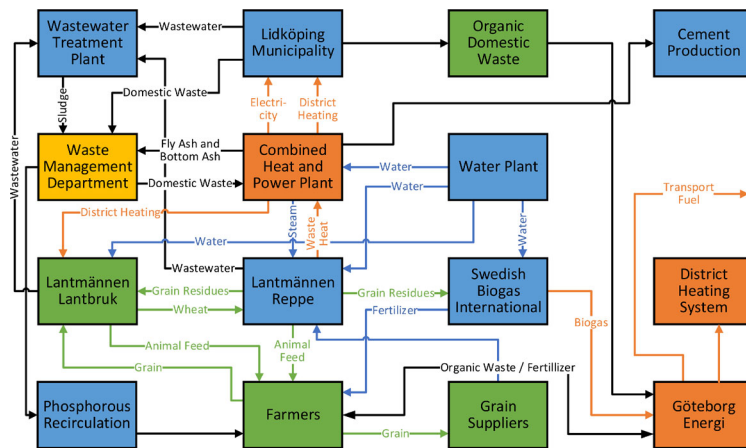 Wastewater
Treatment
Plant
Wastewater
Lidköping
Municipality
Organic
Domestic
Waste
Cement
Production
Sludge
Domestic Waste
Electri-
city
District
Heating
Wastewater
Waste
Management
Department
Fly Ash and
Bottom Ash
Domestic Waste
Combined
Heat and
Power Plant
Water
Water
Water Plant
Transport
Fuel
District Heating
Steam
Waste
Heat
Water
Water
Wastewater
Lantmännen
Lantbruk
Grain Residues
Wheat
Lantmännen
Reppe
Grain Residues
Fertilizer
Swedish
Biogas
International
Biogas
District
Heating
System
Animal Feed
Animal
Feed
Grain
Organic Waste / Fertillizer
Phosphorous
Recirculation
Farmers
Grain
Grain
Suppliers
Göteborg
Energi